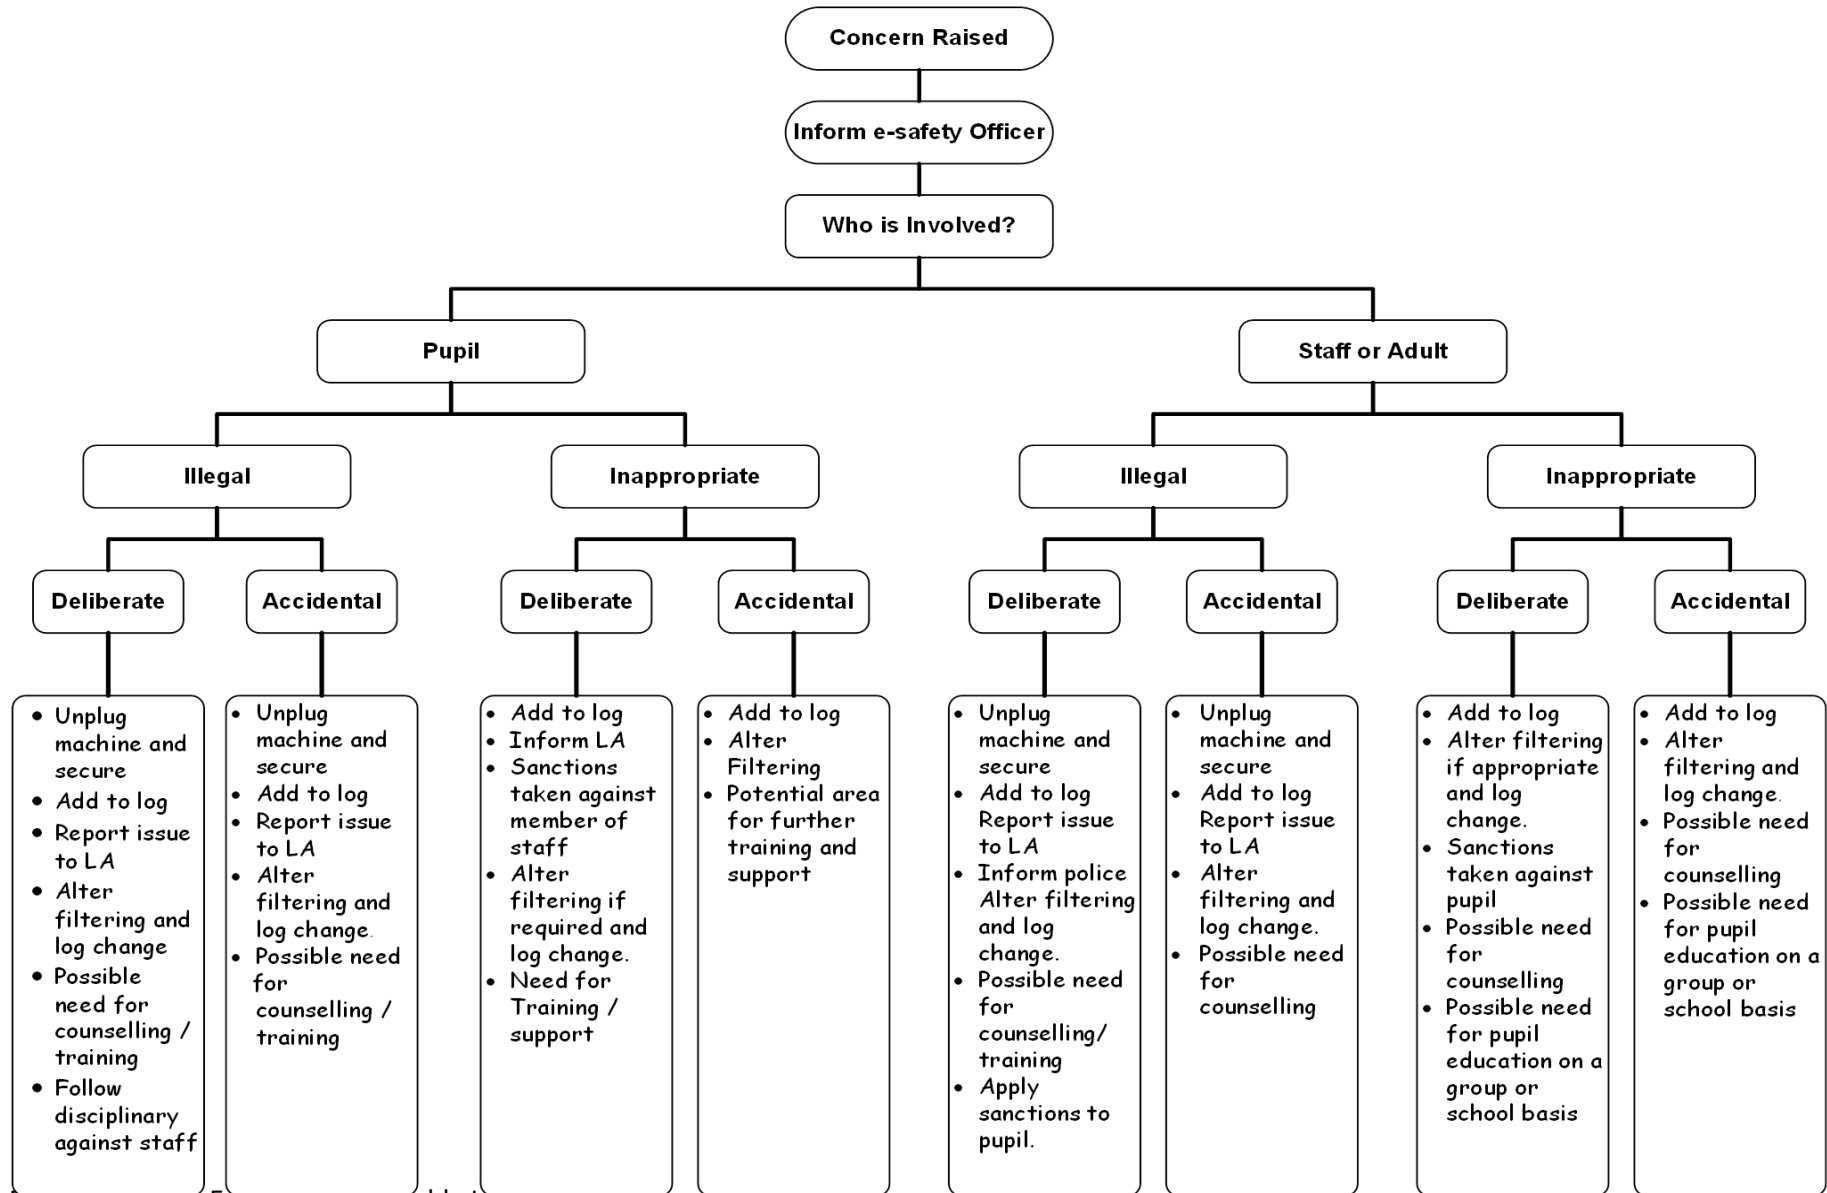 Concern Raised
Inform e-safety Officer
Who is Involved?
Pupil
Staff or Adult
Illegal
Inappropriate
Illegal
Inappropriate
Deliberate
Accidental
Deliberate
Accidental
Deliberate
Accidental
Deliberate
Accidental
• Unplug
machine and
secure
• Add to log
• Report issue
to LA
• Alter
filtering and
log change
• Possible
need for
counselling /
training
• Follow
disciplinary
against staff
• Unplug
machine and
secure
• Add to log
• Report issue
to LA
• Alter
filtering and
log change.
• Possible need
for
counselling /
training
• Add to log
• Inform LA
• Sanctions
taken against
member of
staff
• Alter
filtering if
required and
log change.
• Need for
Training /
support
• Add to log
• Alter
Filtering
• Potential area
for further
training and
support
• Unplug
machine and
secure
• Add to log
Report issue
to LA
• Inform police
Alter filtering
and log
change.
• Possible need
for
counselling/
training
• Apply
sanctions to
pupil.
• Unplug
machine and
secure
• Add to log
Report issue
to LA
• Alter
filtering and
log change.
• Possible need
for
counselling
• Add to log
• Alter filtering
if appropriate
and log
change.
• Sanctions
taken against
pupil
• Possible need
for
counselling
• Possible need
for pupil
education on a
group or
school basis
• Add to log
• Alter
filtering and
log change.
• Possible need
for
counselling
• Possible need
for pupil
education on a
group or
school basis